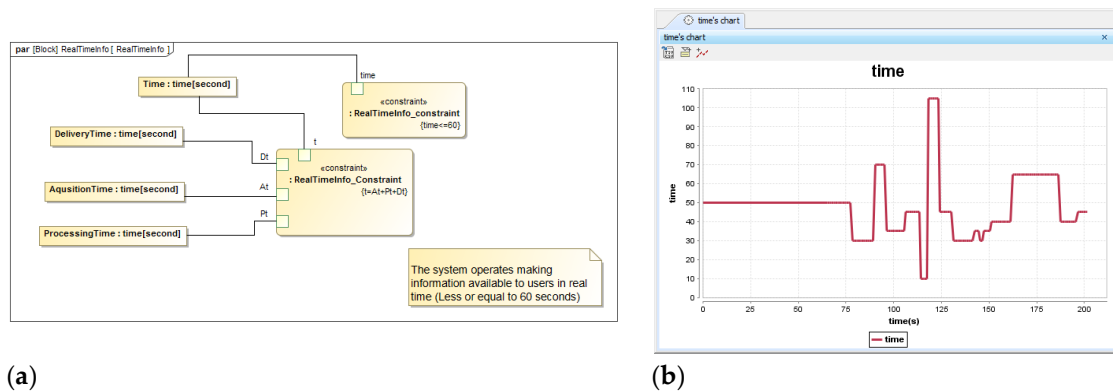 par [Block] RealTimeInfo [ RealTimeInfo ]
time
Time : time[second]
«constraint»
: RealTimeInfo_constraint
{time<=60}
DeliveryTime : time[second]
t
Dt
«constraint»
: RealTimeInfo_Constraint
{t=At+Pt+Dt}
AqusitionTime : time[second]
At
Pt
ProcessingTime : time[second]
The system operates making
information available to users in real
time (Less or equal to 60 seconds)
(a)
time's chart
time's chart
time
110
100
90
80
70
60
50
40
30
20
10
0
time
0 25 50 75 100 125 150 175 200
time(s)
time
(b)